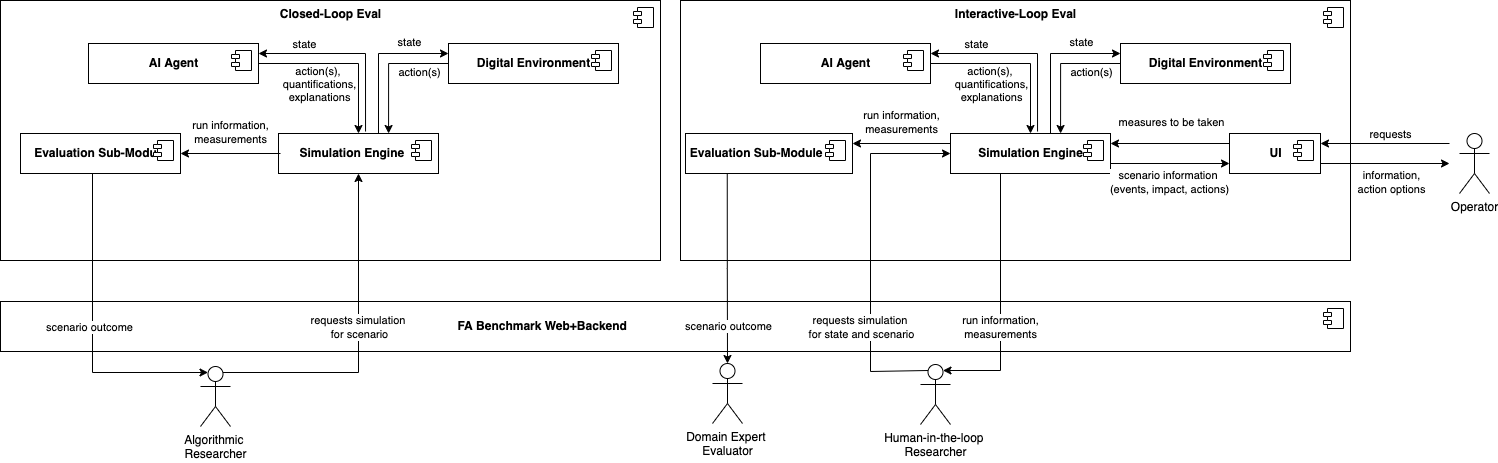 Closed-Loop Eval
AI Agent
state
action(s),
quantifications,
explanations
state
action(s)
Digital Environment
run information,
measurements
Evaluation Sub-Modu
Simulation Engine
Interactive-Loop Eval
AI Agent
state
action(s),
quantifications,
explanations
state
action(s)
Digital Environment
run information,
measurements
Evaluation Sub-Module
Simulation Engine
measures to be taken
scenario information
(events, impact, actions)
UI
requests
information,
action options
Operator
FA Benchmark Web+Backend
scenario outcome
requests simulation
for scenario
scenario outcome
requests simulation
for state and scenario
run information,
measurements
Algorithmic
Researcher
Domain Expert
Evaluator
Human-in-the-loop
Researcher